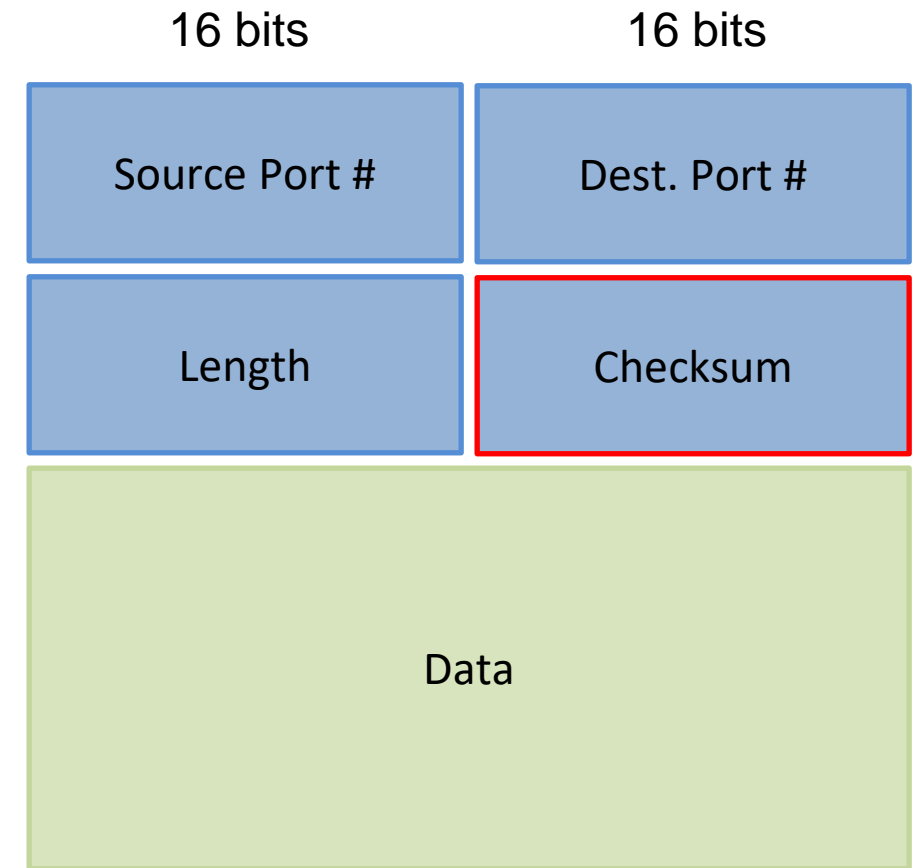 16 bits 16 bits
Source Port # Dest. Port #
Length Checksum
Data